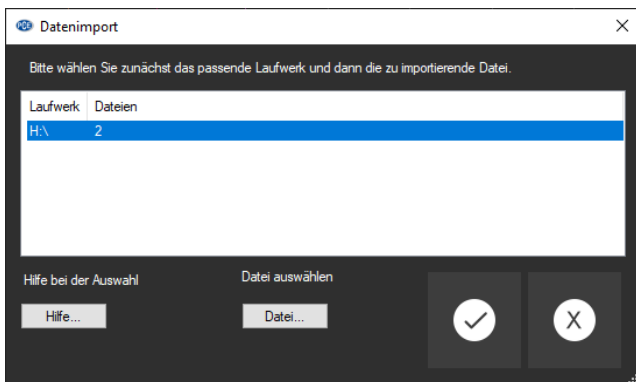 PCE Datenimport
Bitte wählen Sie zunächst das passende Laufwerk und dann die zu importierende Datei.
Laufwerk Dateien
H:\ 2
Hilfe bei der Auswahl Datei auswählen
Hilfe... Datei...